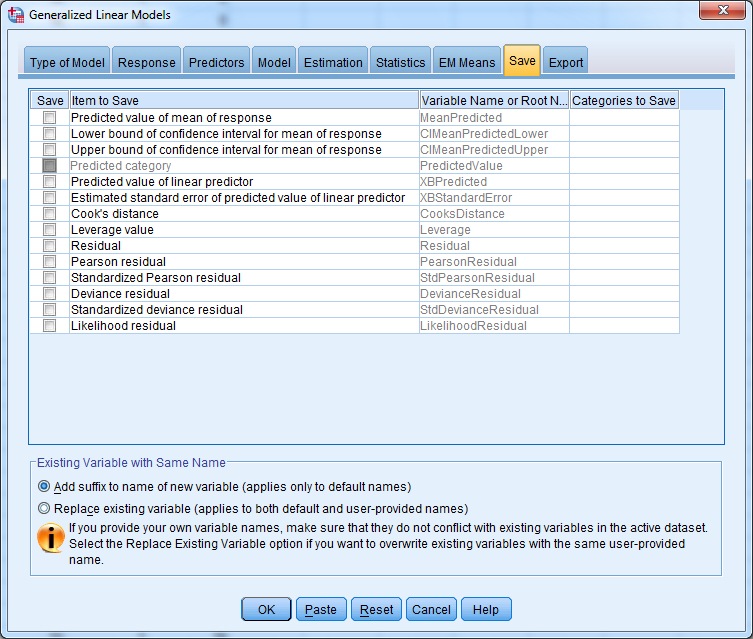 Generalized Linear Models
Type of Model Response Predictors Model Estimation Statistics EM Means Save Export
Save Item to Save Variable Name or Root N... Categories to Save
Predicted value of mean of response MeanPredicted
Lower bound of confidence interval for mean of response CIMeanPredictedLower
Upper bound of confidence interval for mean of response CIMeanPredictedUpper
Predicted category PredictedValue
Predicted value of linear predictor XBPredicted
Estimated standard error of predicted value of linear predictor XBStandardError
Cook's distance CooksDistance
Leverage value Leverage
Residual Residual
Pearson residual PearsonResidual
Standardized Pearson residual StdPearsonResidual
Deviance residual DevianceResidual
Standardized deviance residual StdDevianceResidual
Likelihood residual LikelihoodResidual
Existing Variable with Same Name
Add suffix to name of new variable (applies only to default names)
Replace existing variable (applies to both default and user-provided names)
If you provide your own variable names, make sure that they do not conflict with existing variables in the active dataset.
Select the Replace Existing Variable option if you want to overwrite existing variables with the same user-provided
name.
OK Paste Reset Cancel Help